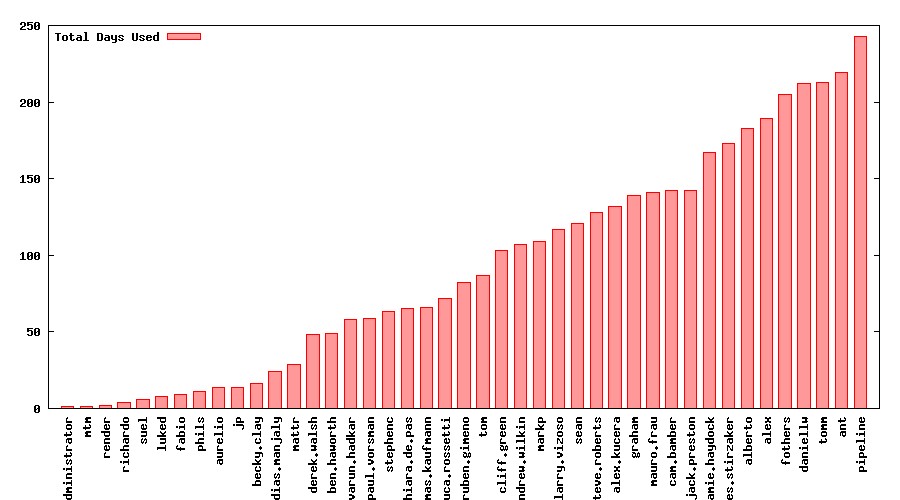 Total Days Used
250
200
150
100
50
0
dministrator
mtm
render
richardo
suel
luked
fabio
phils
aurelio
jp
becky.clay
dias.manjaly
mattr
derek.walsh
ben.haworth
varun.hadkar
paul.vorsman
stephenc
hiara.de.pas
mas.kaufmann
uca.rossetti
ruben.gimeno
tom
cliff.green
ndrew.wilkin
markp
larry.vizoso
sean
teve.roberts
alex.kucera
graham
mauro.frau
cam.bamber
jack.preston
amie.haydock
es.stirzaker
alberto
alex
fothers
daniellw
tomm
ant
pipeline